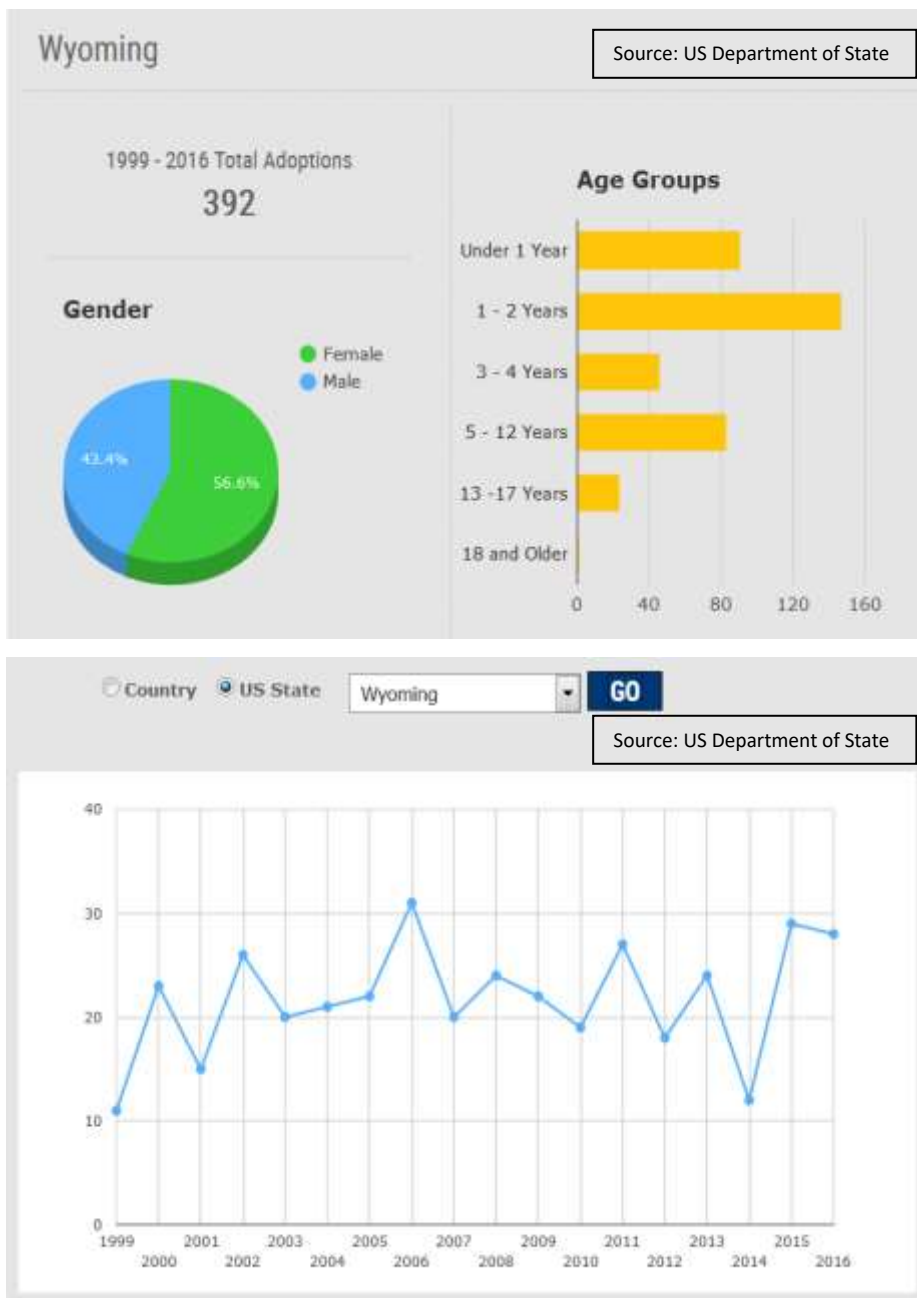 Wyoming
Source: US Department of State
1999 - 2016 Total Adoptions
392
Gender
Female
Male
43.4%
56.6%
Age Groups
Under 1 Year
1 - 2 Years
3 - 4 Years
5 - 12 Years
13 -17 Years
18 and Older
0 40 80 120 160
Country US State Wyoming GO
Source: US Department of State
40
30
20
10
0
1999 2001 2003 2005 2007 2009 2011 2013 2015
2000 2002 2004 2006 2008 2010 2012 2014 2016